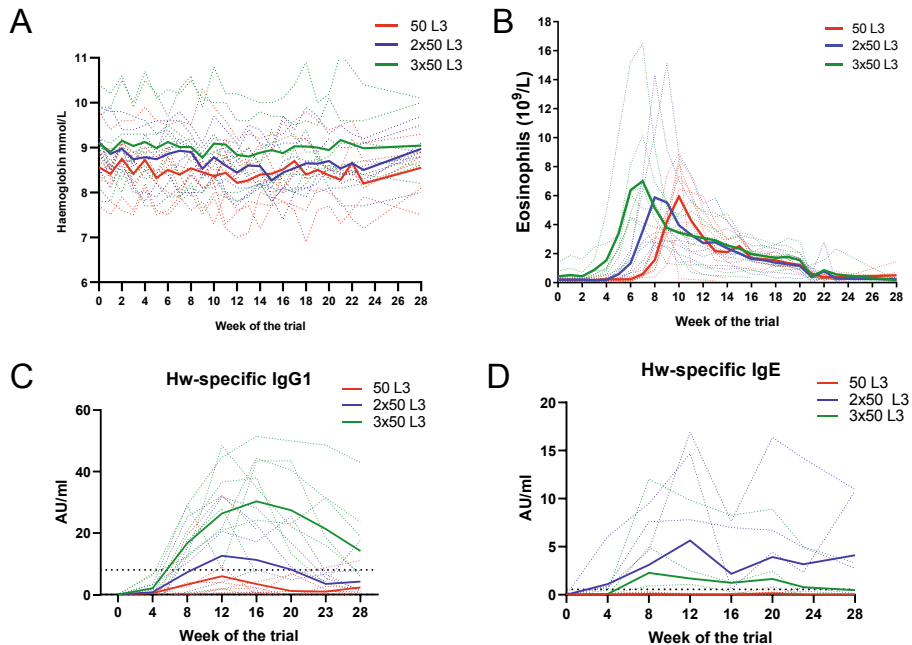 A
50 L3
2x50 L3
3x50 L3
Haemoglobin mmol/L
11
10
9
8
7
6
0 2 4 6 8 10 12 14 16 18 20 22 24 26 28
Week of the trial
B
50 L3
2x50 L3
3x50 L3
Eosinophils (10^9/L)
18
16
14
12
10
8
6
4
2
0
0 2 4 6 8 10 12 14 16 18 20 22 24 26 28
Week of the trial
C
Hw-specific IgG1
50 L3
2x50 L3
3x50 L3
AU/ml
60
40
20
0
0 4 8 12 16 20 23 28
Week of the trial
D
Hw-specific IgE
50 L3
2x50 L3
3x50 L3
AU/ml
20
15
10
5
0
0 4 8 12 16 20 24 28
Week of the trial